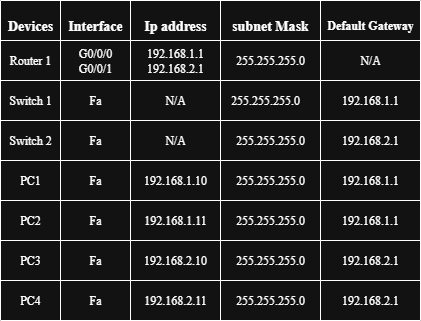 Devices Interface Ip address subnet Mask Default Gateway
Router 1 G0/0/0 192.168.1.1 255.255.255.0 N/A
G0/0/1 192.168.2.1
Switch 1 Fa N/A 255.255.255.0 192.168.1.1
Switch 2 Fa N/A 255.255.255.0 192.168.2.1
PC1 Fa 192.168.1.10 255.255.255.0 192.168.1.1
PC2 Fa 192.168.1.11 255.255.255.0 192.168.1.1
PC3 Fa 192.168.2.10 255.255.255.0 192.168.2.1
PC4 Fa 192.168.2.11 255.255.255.0 192.168.2.1